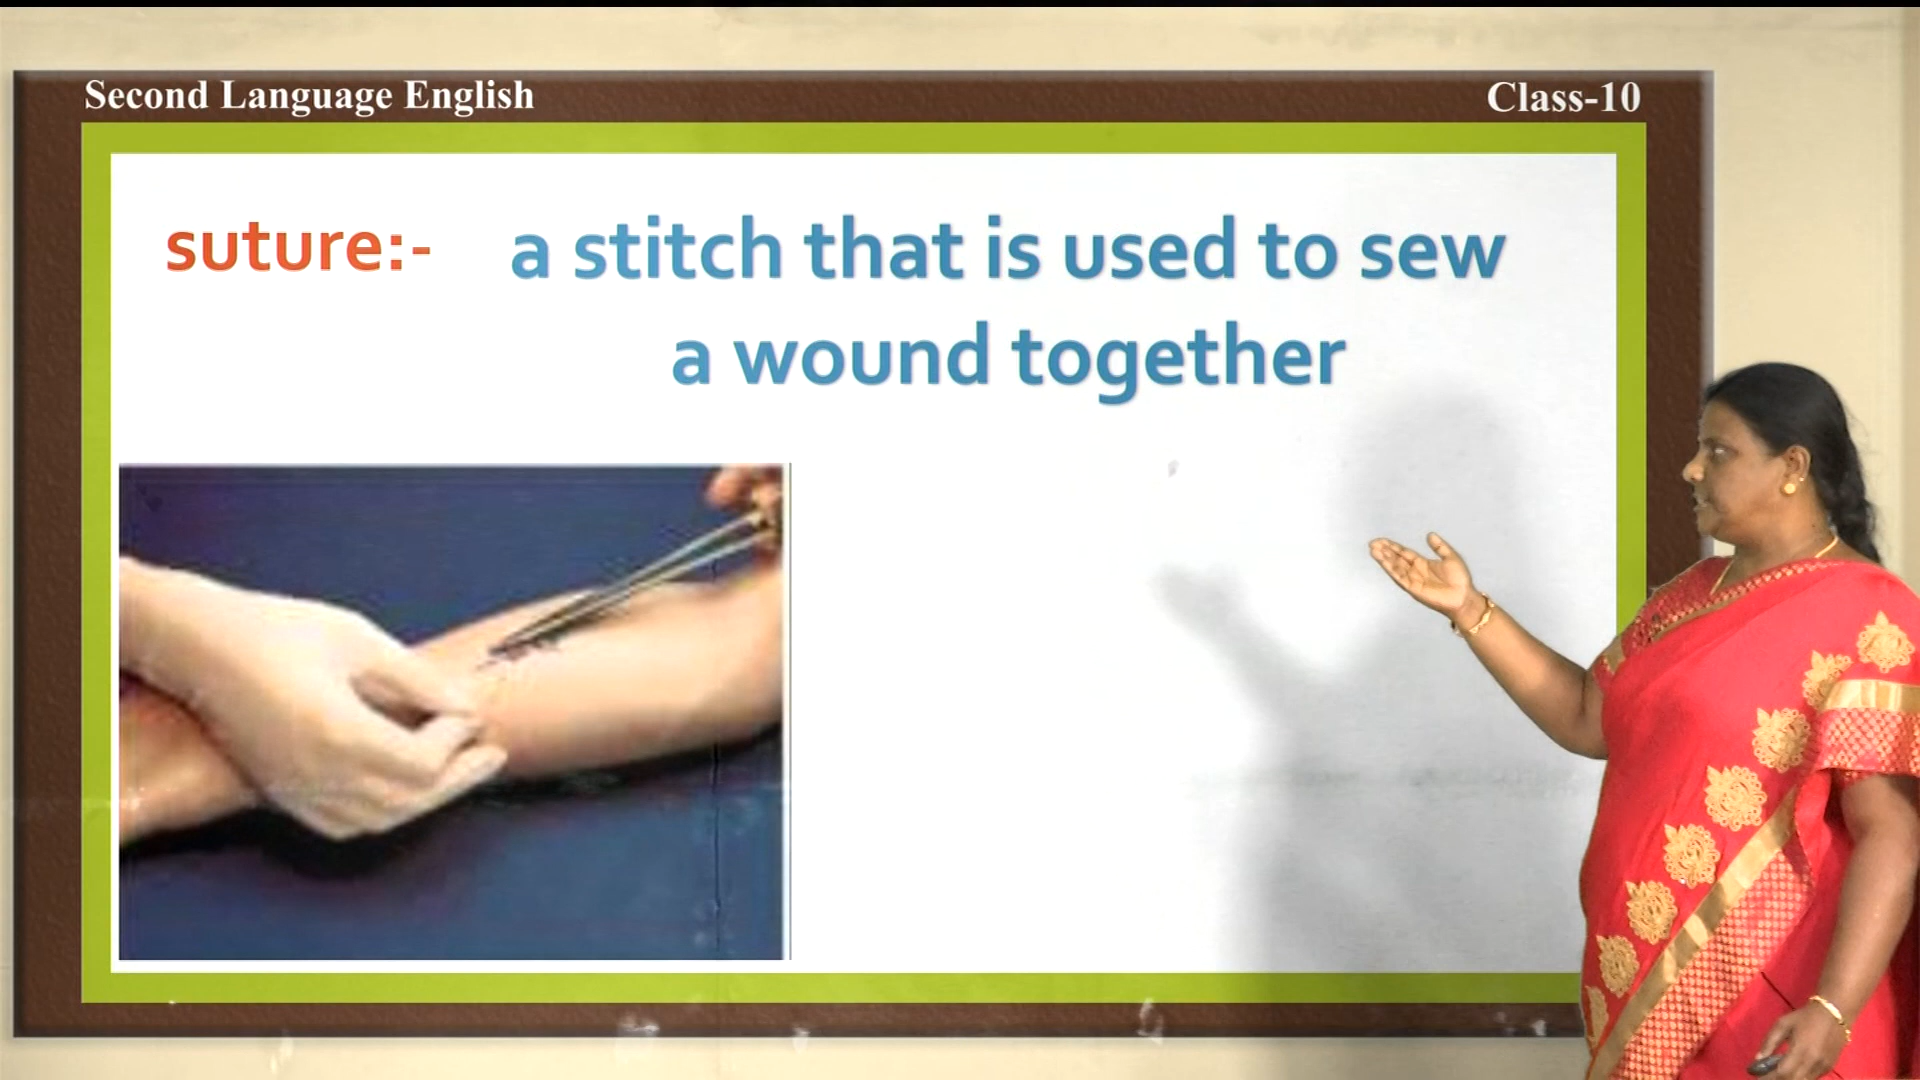 Second Language English
Class-10
suture:- a stitch that is used to sew
a wound together